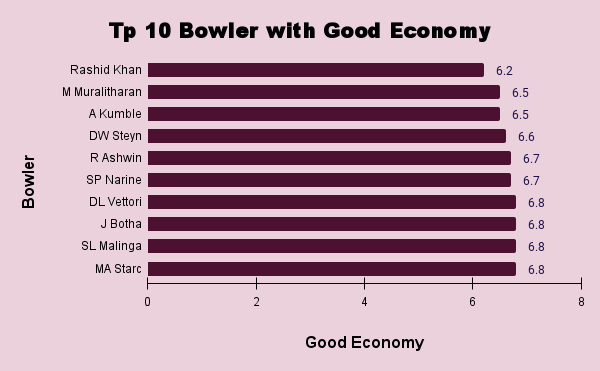 Tp 10 Bowler with Good Economy
Rashid Khan 6.2
M Muralitharan 6.5
A Kumble 6.5
DW Steyn 6.6
R Ashwin 6.7
SP Narine 6.7
DL Vettori 6.8
J Botha 6.8
SL Malinga 6.8
MA Starc 6.8
Bowler
0 2 4 6 8
Good Economy